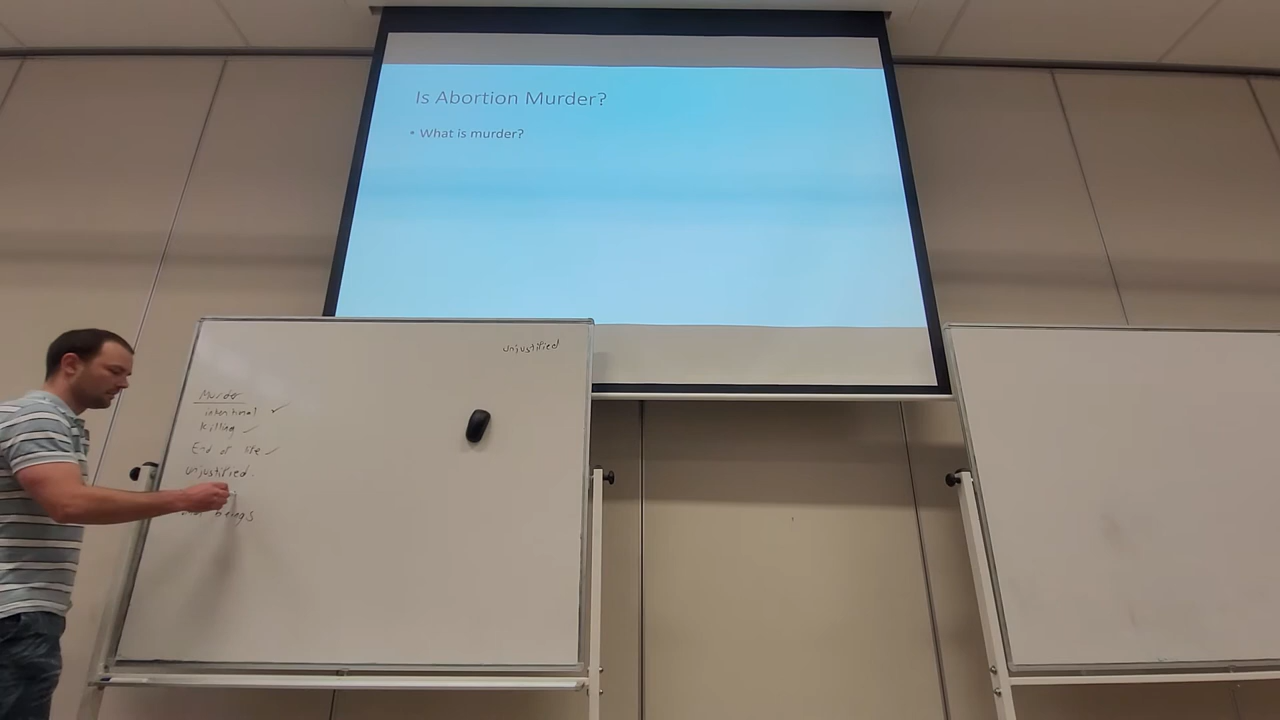 Is Abortion Murder?
• What is murder?
unjustified
Murder
intentional ✓
killing ✓
End of life ✓
unjustified
beings